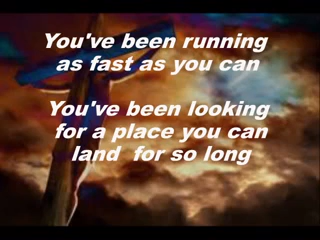 You've been running
as fast as you can
You've been looking
for a place you can
land for so long